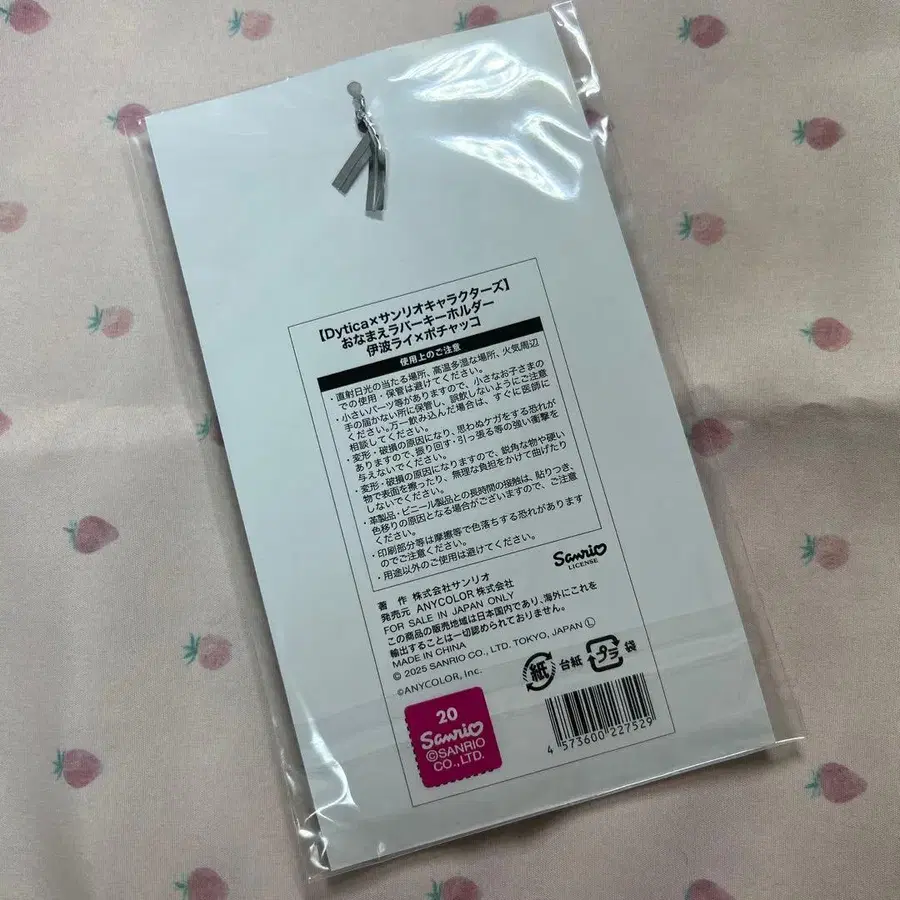 【Dytica×サンリオキャラクターズ】
おなまえラバーキーホルダー
伊波ライ×ポチャッコ
使用上のご注意
・直射日光の当たる場所、高温多湿な場所、火気周辺
での使用・保管は避けてください。
・小さいパーツ等がありますので、小さなお子さまの
手の届かない所に保管し、誤飲しないようにご注意
ください。万一飲み込んだ場合は、すぐに医師に
相談してください。
・変形・破損の原因になり、思わぬケガをする恐れが
ありますので、振り回す・引っ張る等の強い衝撃を
与えないでください。
・変形・破損の原因になりますので、鋭角な物や硬い
物で表面を擦ったり、無理な負担をかけて曲げたり
しないでください。
・革製品・ビニール製品との長時間の接触は、貼りつき、
色移りの原因となる場合がございますので、ご注意
ください。
・印刷部分等は摩擦等で色落ちする恐れがあります
のでご注意ください。
・用途以外のご使用は避けてください。
Sanrio
LICENSE
著 作 株式会社サンリオ
発売元 ANYCOLOR株式会社
FOR SALE IN JAPAN ONLY
この商品の販売地域は日本国内であり、海外にこれを
輸出することは一切認められておりません。
MADE IN CHINA
© 2025 SANRIO CO., LTD. TOKYO, JAPAN Ⓛ
©ANYCOLOR, Inc.
紙 台紙 プラ 袋
20
Sanrio
©SANRIO
CO., LTD.
4 573600 227529